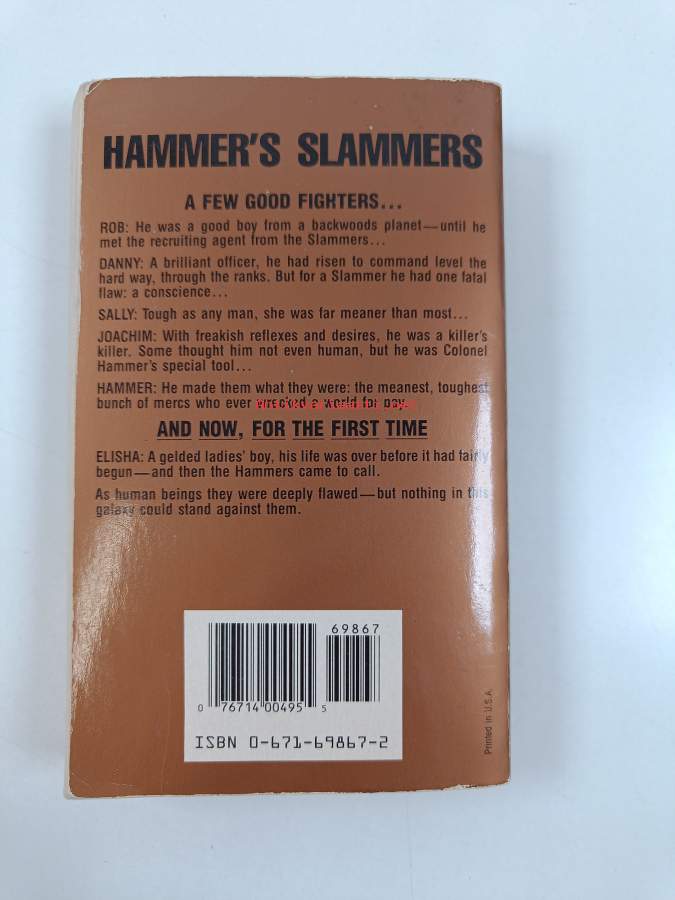 HAMMER'S SLAMMERS
A FEW GOOD FIGHTERS...
ROB: He was a good boy from a backwoods planet—until he
met the recruiting agent from the Slammers...
DANNY: A brilliant officer, he had risen to command level the
hard way, through the ranks. But for a Slammer he had one fatal
flaw: a conscience...
SALLY: Tough as any man, she was far meaner than most...
JOACHIM: With freakish reflexes and desires, he was a killer's
killer. Some thought him not even human, but he was Colonel
Hammer's special tool...
HAMMER: He made them what they were: the meanest, toughest
bunch of mercs who ever wrecked a world for pay.
AND NOW, FOR THE FIRST TIME
ELISHA: A gelded ladies' boy, his life was over before it had fairly
begun—and then the Hammers came to call.
As human beings they were deeply flawed—but nothing in this
galaxy could stand against them.
69867
0 76714 00495 5
ISBN 0-671-69867-2
Printed in U.S.A.